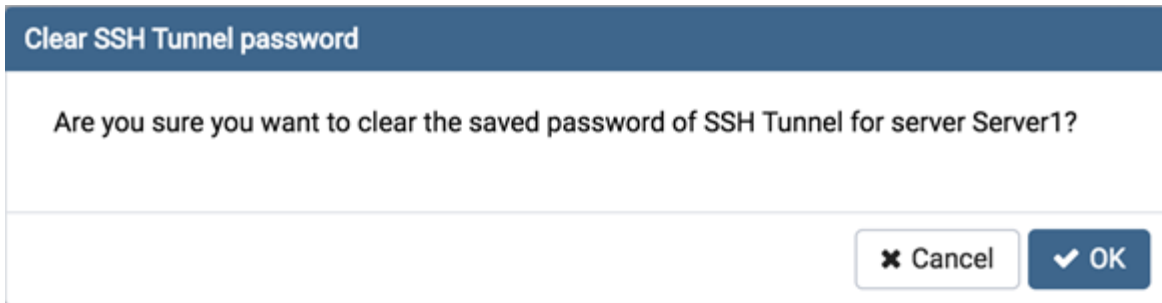 Clear SSH Tunnel password
Are you sure you want to clear the saved password of SSH Tunnel for server Server1?
Cancel
OK